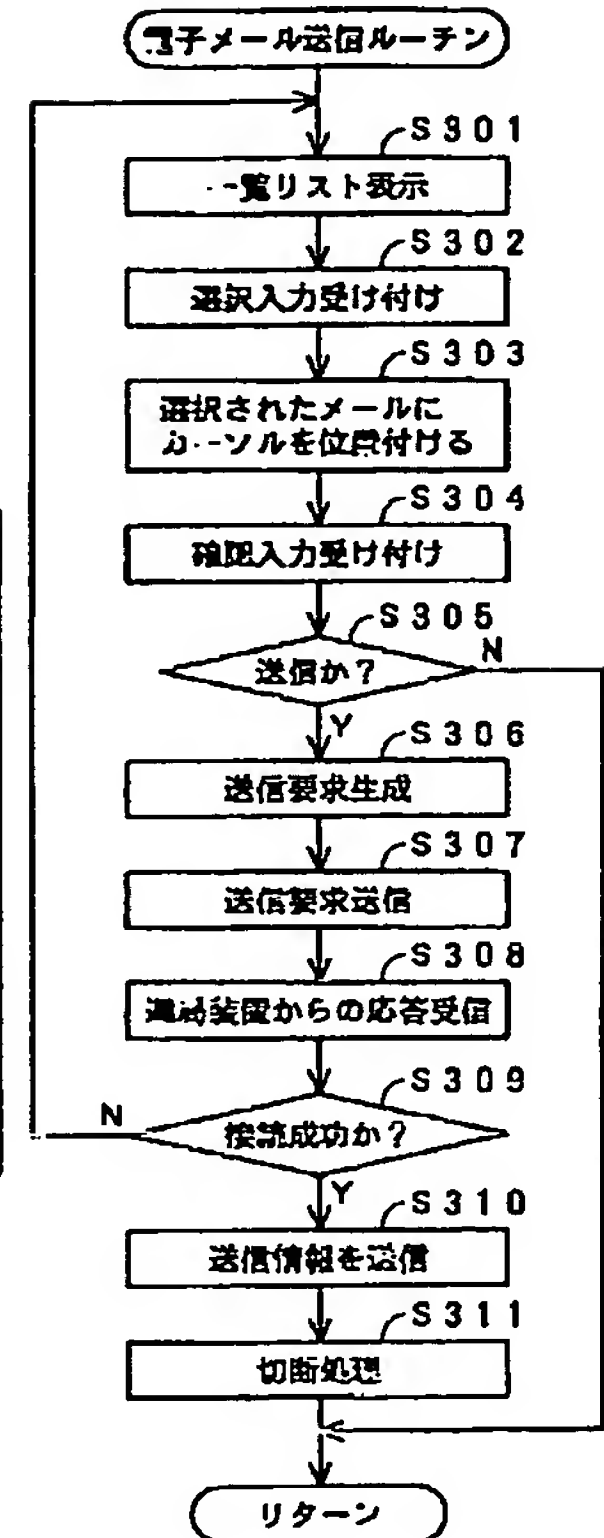 電子メール送信ルーチン
S301
一覧リスト表示
S302
選択入力受け付け
S303
選択されたメールに
カーソルを位置付ける
S304
確認入力受け付け
S305
送信か?
N
Y
S306
送信要求生成
S307
送信要求送信
S308
からの応答受信
S309
接続成功か?
N
Y
S310
送信情報を送信
S311
切断処理
リターン